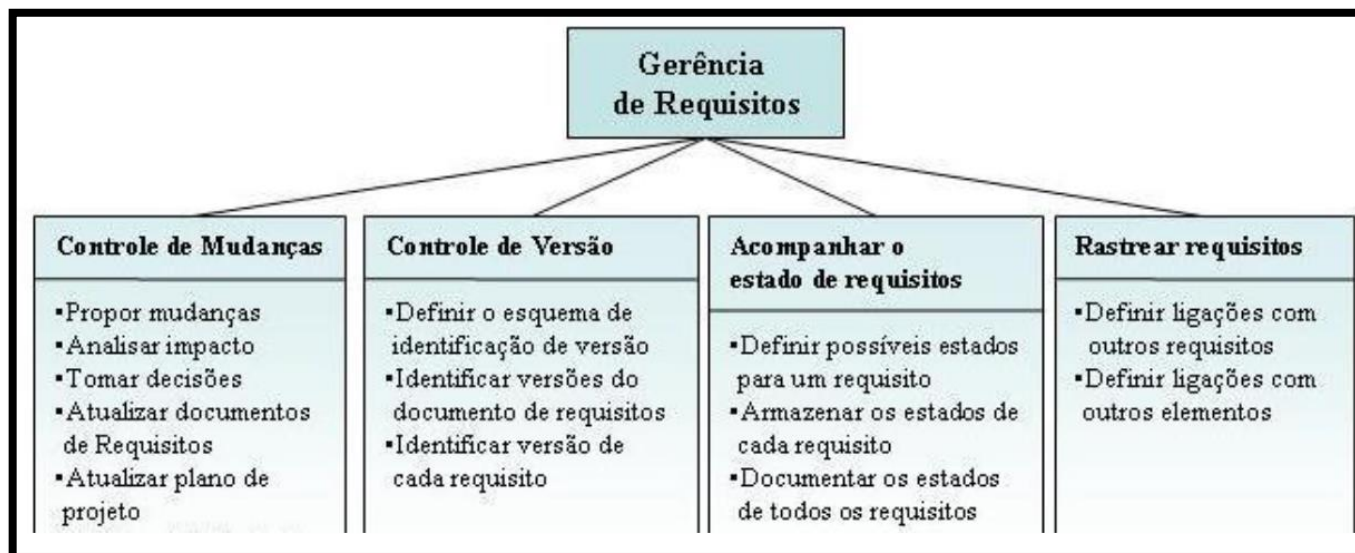 Gerência
de Requisitos
Controle de Mudanças
▪Propor mudanças
▪Analisar impacto
▪Tomar decisões
▪Atualizar documentos
de Requisitos
▪Atualizar plano de
projeto
Controle de Versão
▪Definir o esquema de
identificação de versão
▪Identificar versões do
documento de requisitos
▪Identificar versão de
cada requisito
Acompanhar o
estado de requisitos
▪Definir possíveis estados
para um requisito
▪Armazenar os estados de
cada requisito
▪Documentar os estados
de todos os requisitos
Rastrear requisitos
▪Definir ligações com
outros requisitos
▪Definir ligações com
outros elementos